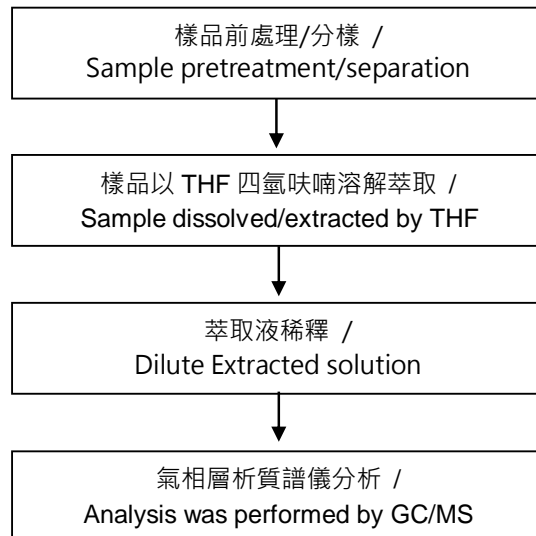 樣品前處理/分樣 /
Sample pretreatment/separation
樣品以 THF 四氫呋喃溶解萃取 /
Sample dissolved/extracted by THF
萃取液稀釋 /
Dilute Extracted solution
氣相層析質譜儀分析 /
Analysis was performed by GC/MS